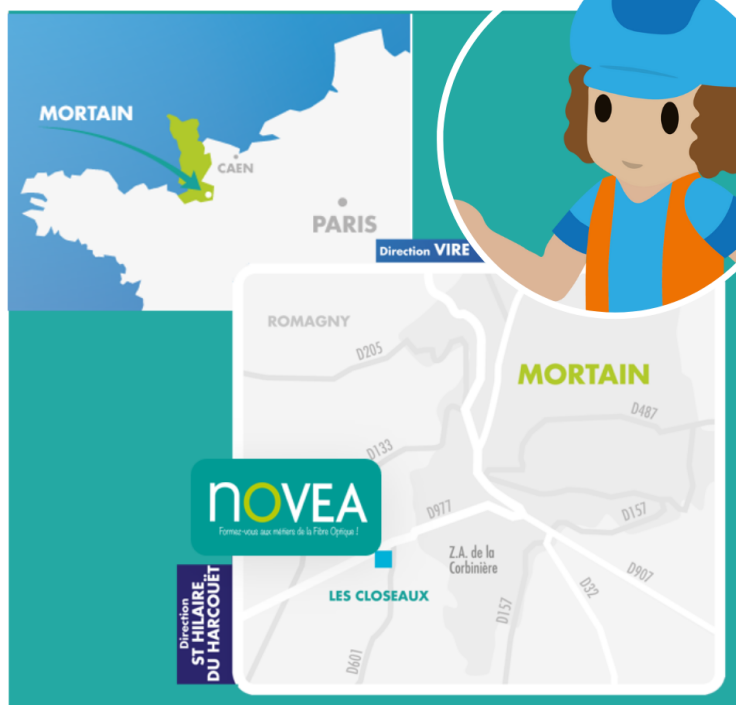 MORTAIN
CAEN
PARIS
Direction VIRE
ROMAGNY
D205
MORTAIN
D487
D133
nOVEA
Formez-vous aux métiers de la Fibre Optique !
D977
D157
Z.A. de la
Corbinière
D907
LES CLOSEAUX
D32
D157
D601
Direction
ST HILAIRE
DU HARCOUËT